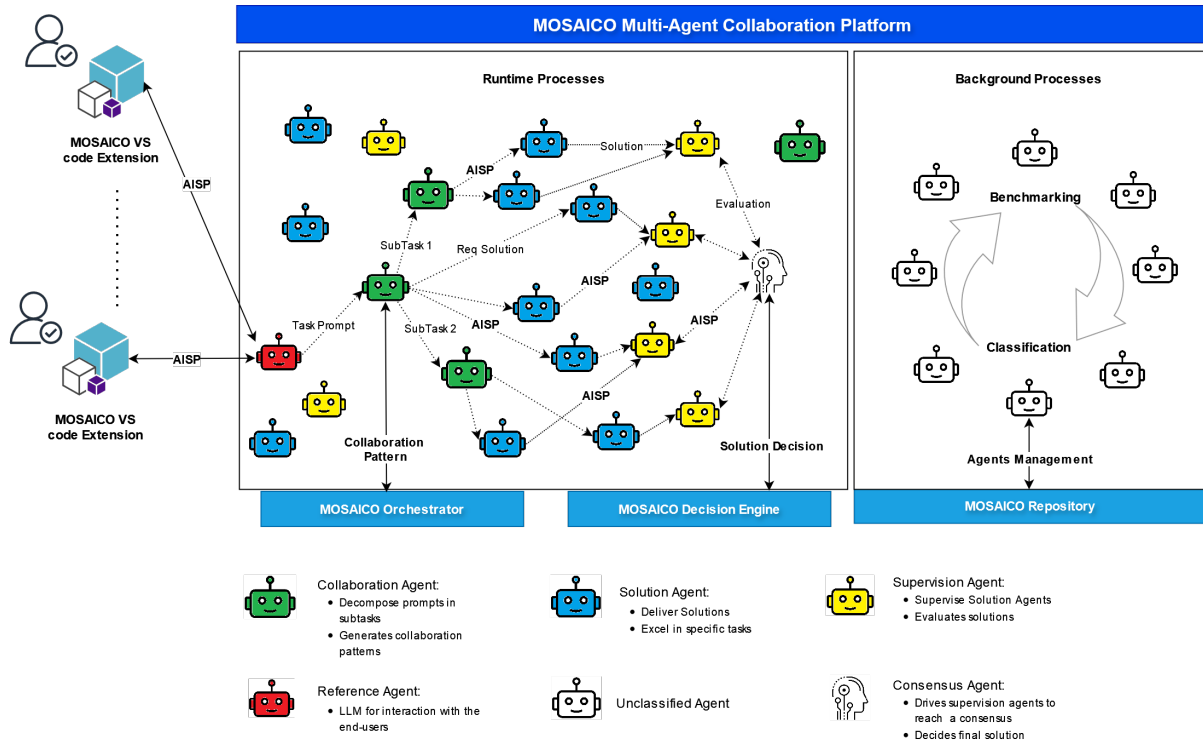 MOSAICO Multi-Agent Collaboration Platform
MOSAICO VS
code Extension
AISP
MOSAICO VS
code Extension
AISP
Runtime Processes
AISP
Solution
Evaluation
SubTask 1
Req Solution
AISP
Task Prompt
SubTask 2
AISP
AISP
AISP
Collaboration
Pattern
Solution Decision
MOSAICO Orchestrator
MOSAICO Decision Engine
Background Processes
Benchmarking
Classification
Agents Management
MOSAICO Repository
Collaboration Agent:
• Decompose prompts in
subtasks
• Generates collaboration
patterns
Solution Agent:
• Deliver Solutions
• Excel in specific tasks
Supervision Agent:
• Supervise Solution Agents
• Evaluates solutions
Reference Agent:
• LLM for interaction with the
end-users
Unclassified Agent
Consensus Agent:
• Drives supervision agents to
reach a consensus
• Decides final solution